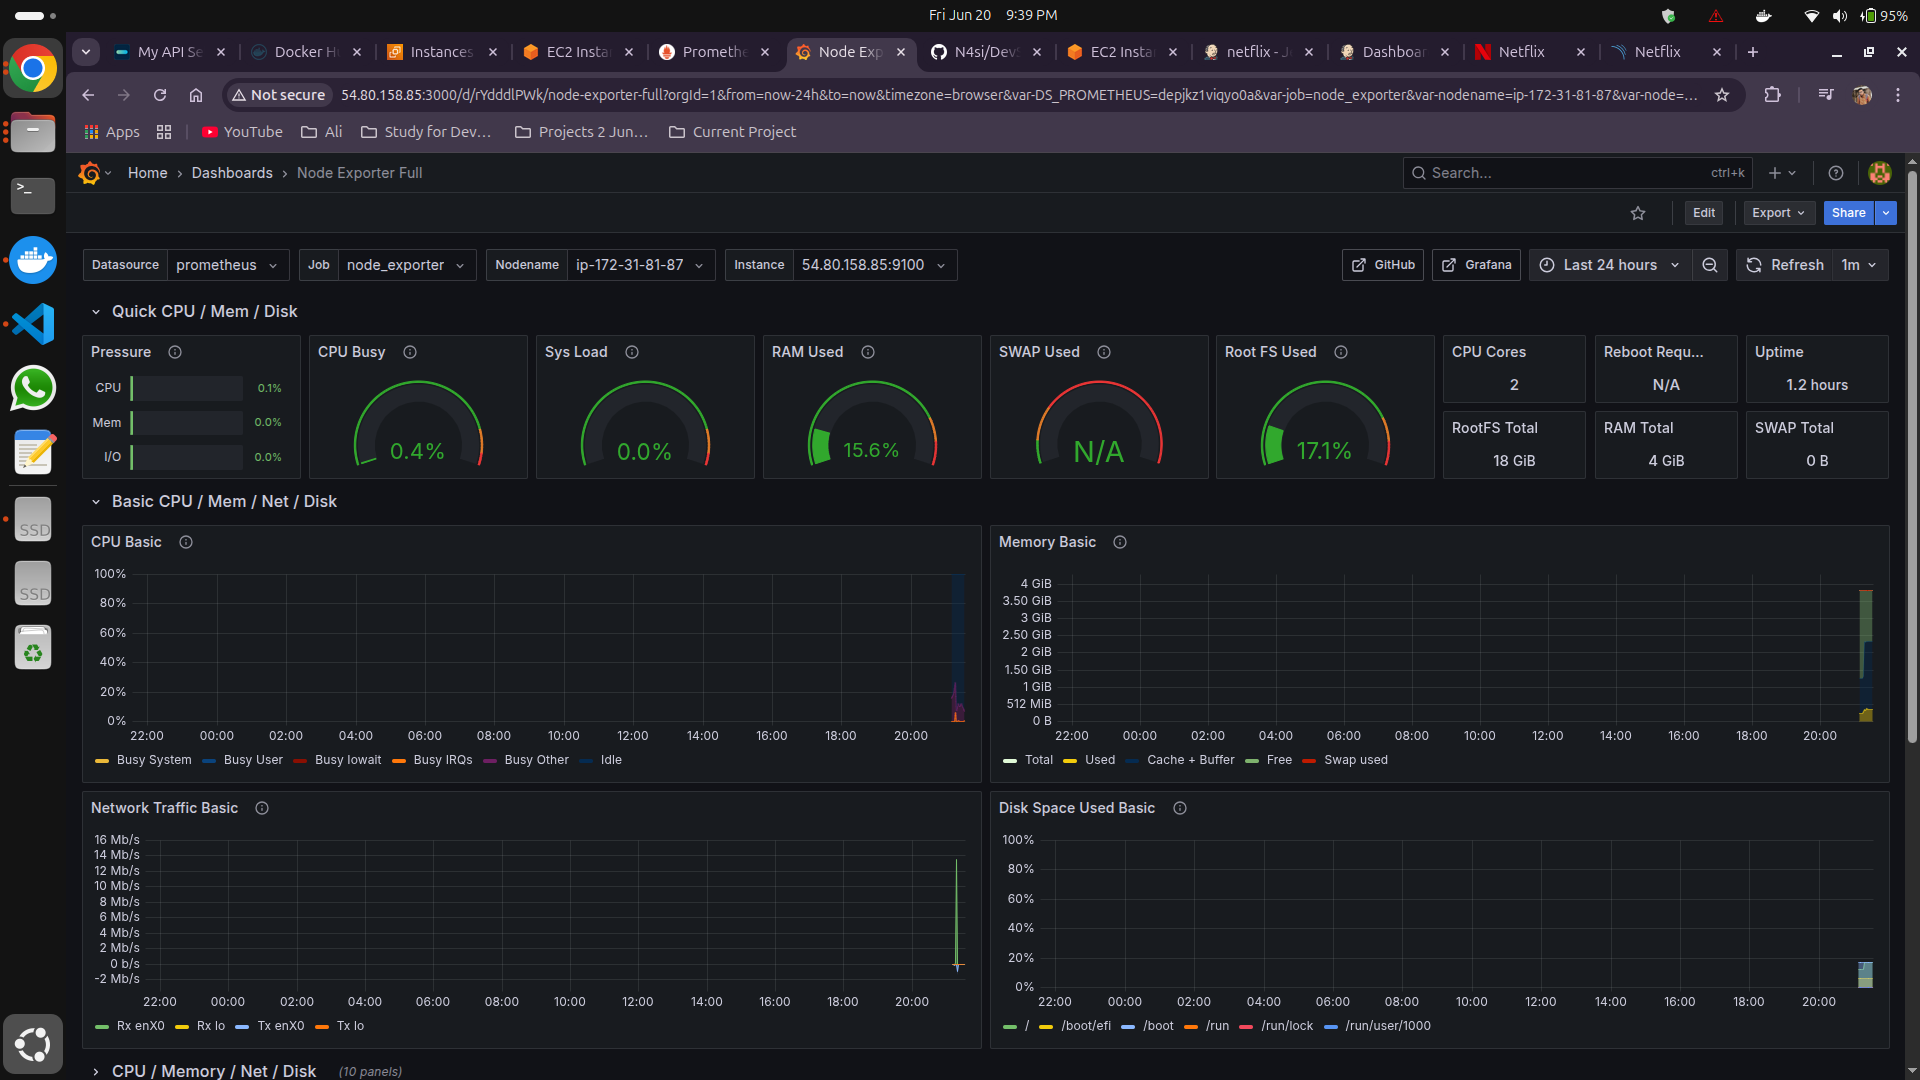 Fri Jun 20 9:39 PM
95%
My API Se
Docker H
Instances
EC2 Insta
Promethe
Node Exp
N4si/Dev
EC2 Insta
netflix - J
Dashboar
Netflix
Netflix
Not secure 54.80.158.85:3000/d/rYdddlPWk/node-exporter-full?orgId=1&from=now-24h&to=now&timezone=browser&var-DS_PROMETHEUS=depjkz1viqyo0a&var-job=node_exporter&var-nodename=ip-172-31-81-87&var-node=...
Apps YouTube Ali Study for Dev... Projects 2 Jun... Current Project
Home › Dashboards › Node Exporter Full
Search... ctrl+k
Edit Export Share
Datasource prometheus Job node_exporter Nodename ip-172-31-81-87 Instance 54.80.158.85:9100
GitHub Grafana Last 24 hours Refresh 1m
Quick CPU / Mem / Disk
Pressure
CPU 0.1%
Mem 0.0%
I/O 0.0%
CPU Busy
0.4%
Sys Load
0.0%
RAM Used
15.6%
SWAP Used
N/A
Root FS Used
17.1%
CPU Cores
2
Reboot Requ...
N/A
Uptime
1.2 hours
RootFS Total
18 GiB
RAM Total
4 GiB
SWAP Total
0 B
Basic CPU / Mem / Net / Disk
CPU Basic
100%
80%
60%
40%
20%
0%
22:00 00:00 02:00 04:00 06:00 08:00 10:00 12:00 14:00 16:00 18:00 20:00
Busy System Busy User Busy Iowait Busy IRQs Busy Other Idle
Memory Basic
4 GiB
3.50 GiB
3 GiB
2.50 GiB
2 GiB
1.50 GiB
1 GiB
512 MiB
0 B
22:00 00:00 02:00 04:00 06:00 08:00 10:00 12:00 14:00 16:00 18:00 20:00
Total Used Cache + Buffer Free Swap used
Network Traffic Basic
16 Mb/s
14 Mb/s
12 Mb/s
10 Mb/s
8 Mb/s
6 Mb/s
4 Mb/s
2 Mb/s
0 b/s
-2 Mb/s
22:00 00:00 02:00 04:00 06:00 08:00 10:00 12:00 14:00 16:00 18:00 20:00
Rx enX0 Rx lo Tx enX0 Tx lo
Disk Space Used Basic
100%
80%
60%
40%
20%
0%
22:00 00:00 02:00 04:00 06:00 08:00 10:00 12:00 14:00 16:00 18:00 20:00
/ /boot/efi /boot /run /run/lock /run/user/1000
CPU / Memory / Net / Disk (10 panels)
SSD
SSD